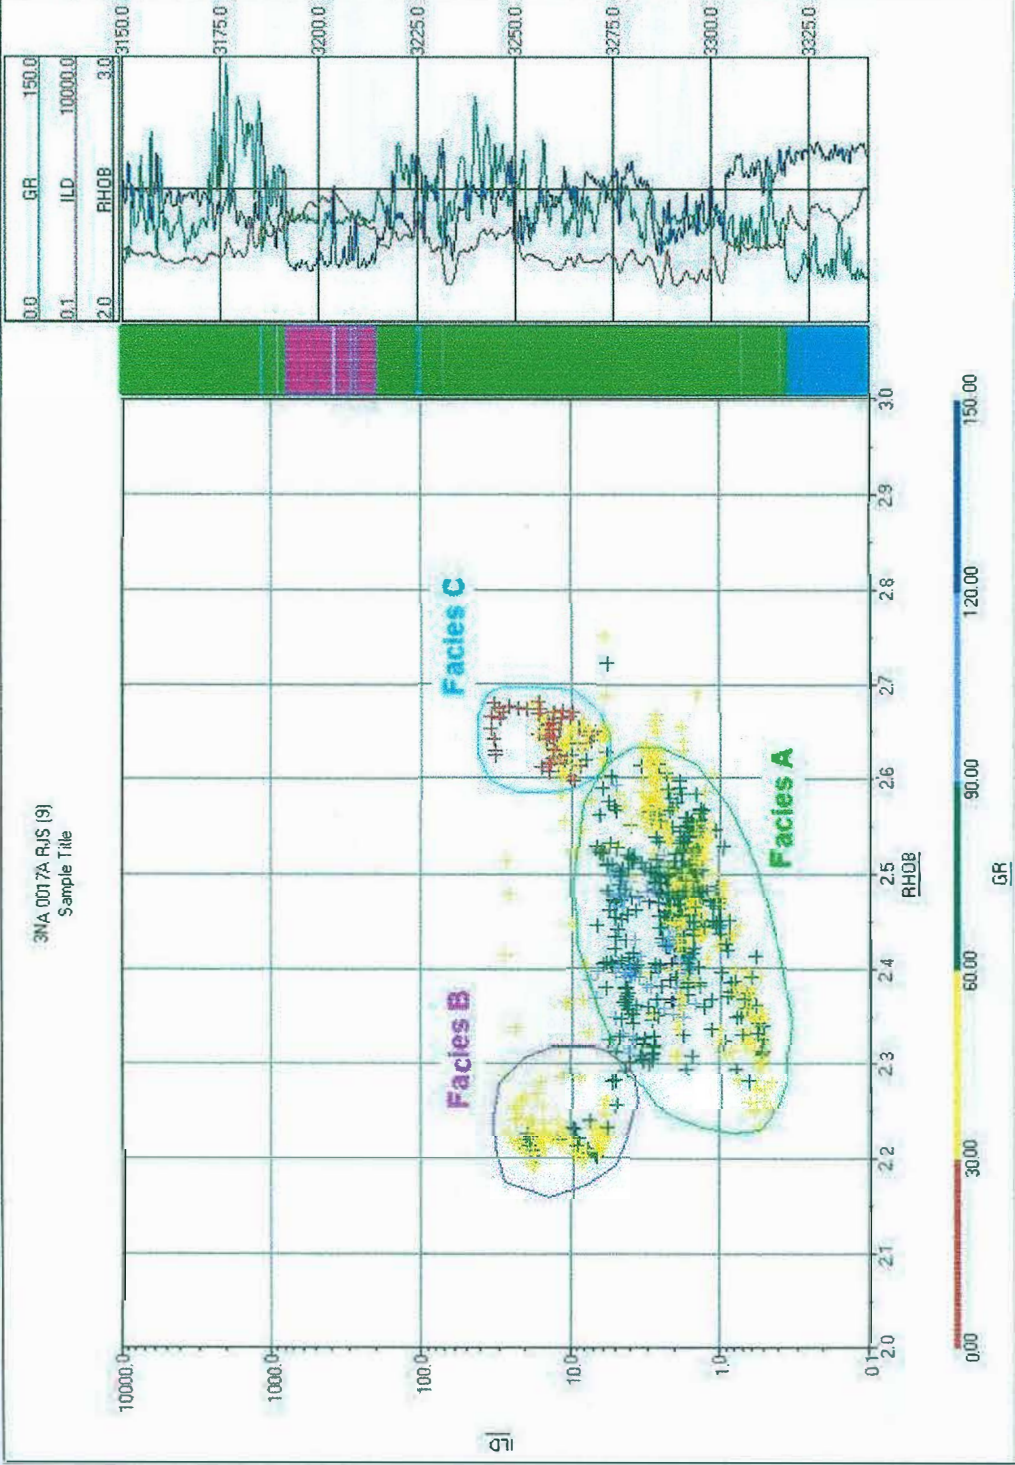 3NA 0017A RJS (9)
Sample Title
0.0 GR 150.0
0.1 ILD 10000.0
2.0 RHOB 3.0
3150.0
3175.0
3200.0
3225.0
3250.0
3275.0
3300.0
3325.0
Facies B
Facies C
Facies A
ILD
10000.0
1000.0
100.0
10.0
1.0
0.1
2.0 2.1 2.2 2.3 2.4 2.5 2.6 2.7 2.8 2.9 3.0
RHOB
0.00 30.00 60.00 90.00 120.00 150.00
GR